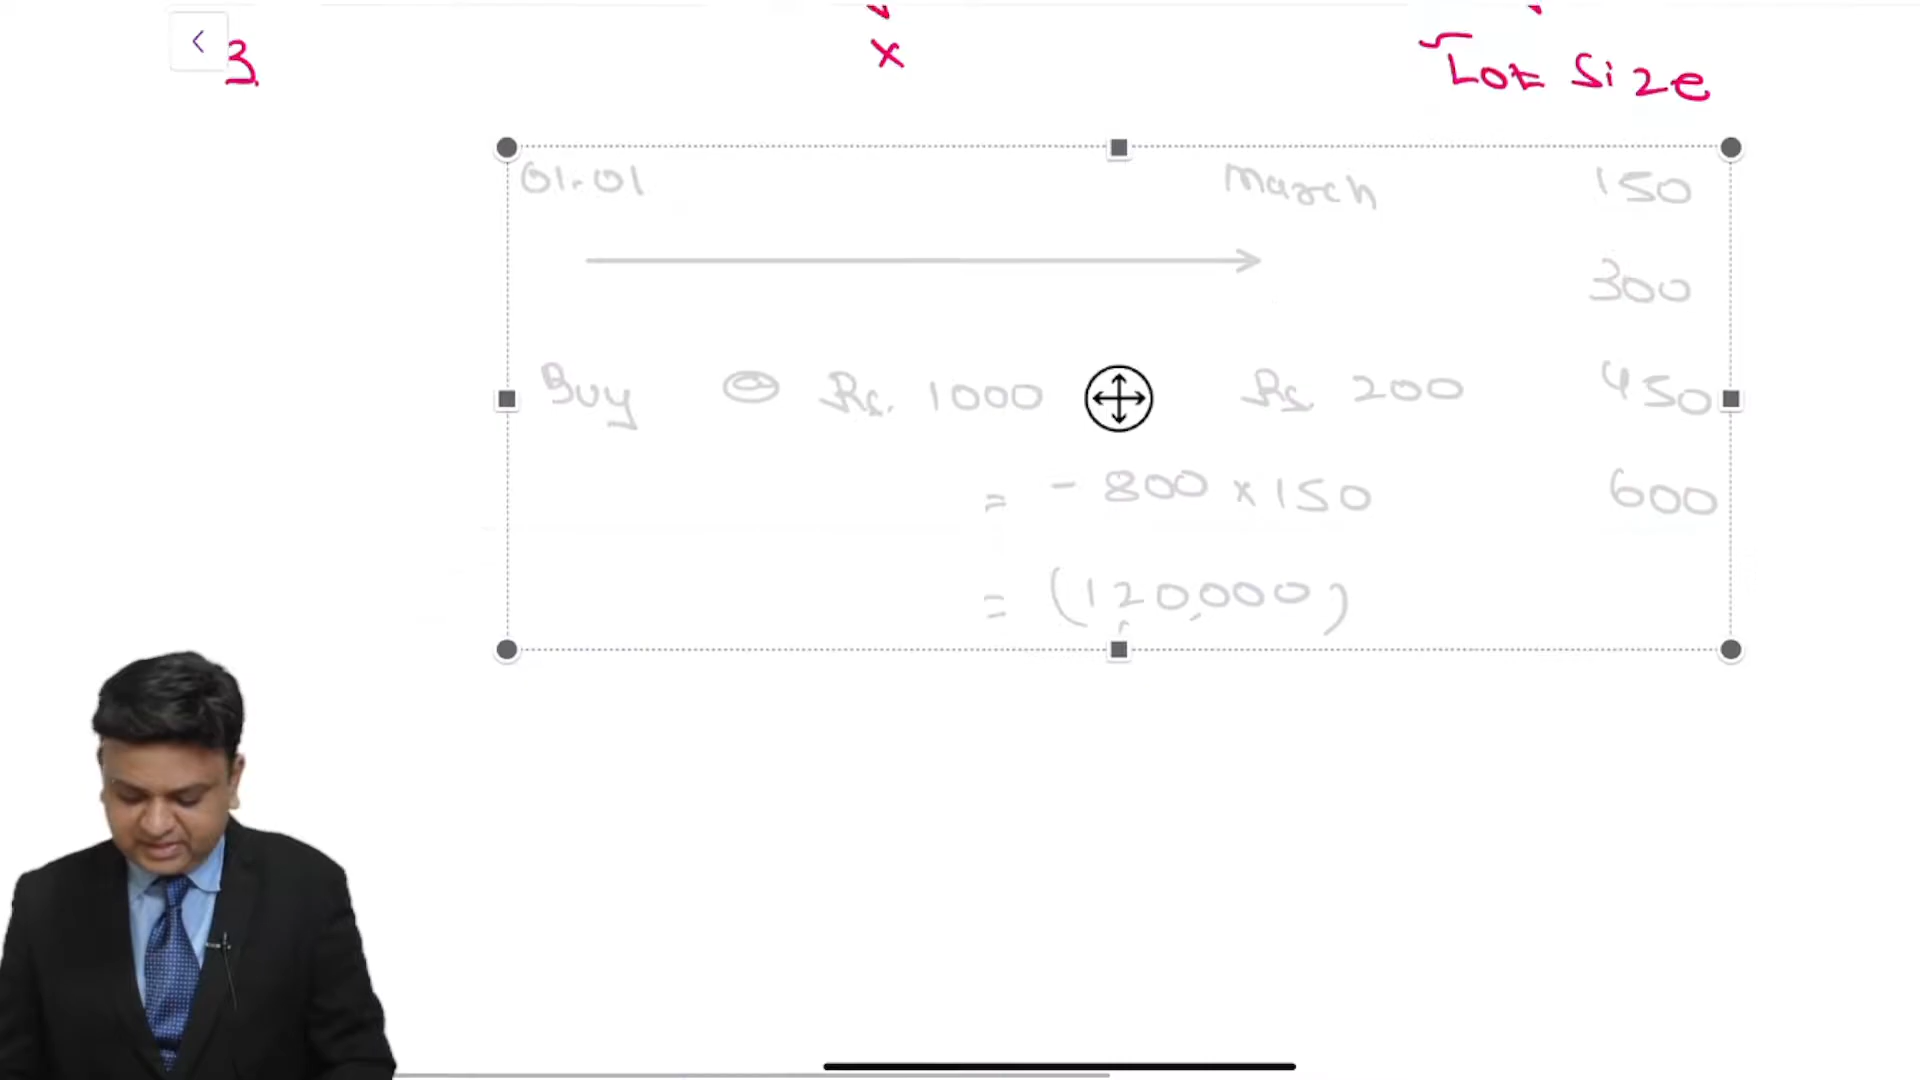 3. x Lot Size
01.01 March 150
300
Buy @ Rs. 1000 Rs. 200 450
= - 800 x 150 600
= (120,000)